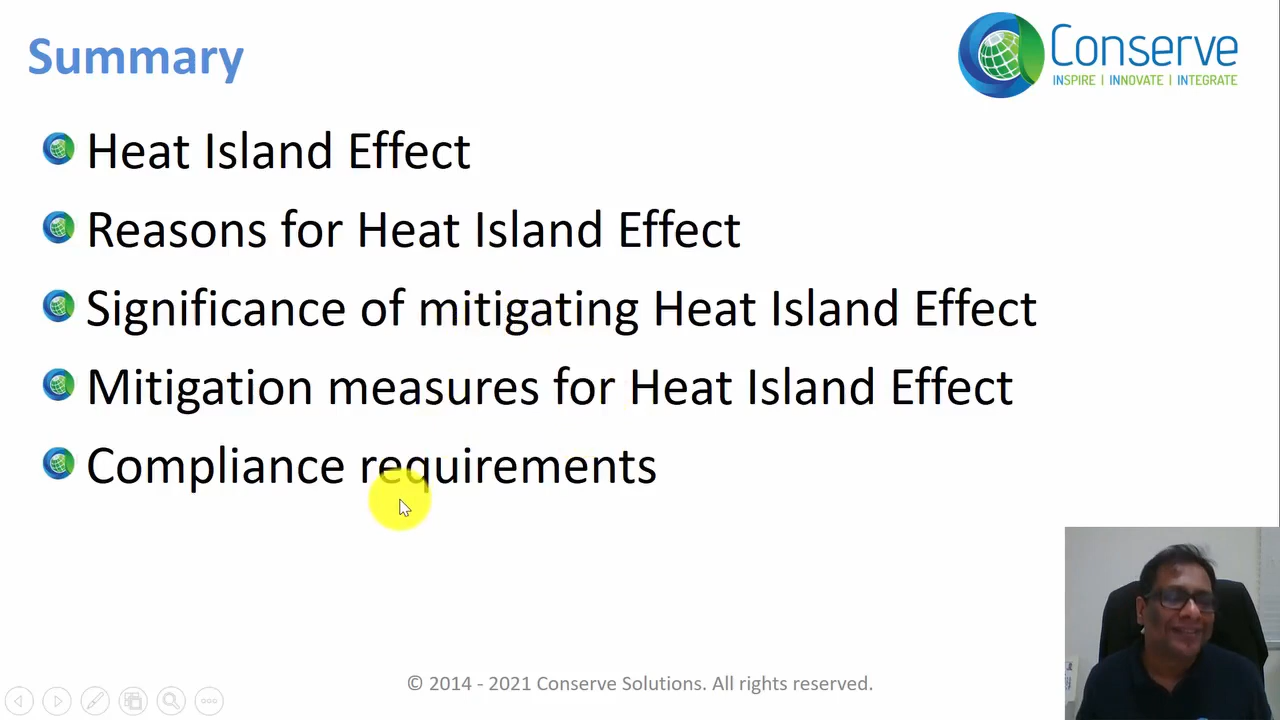 Summary
Conserve
INSPIRE | INNOVATE | INTEGRATE
Heat Island Effect
Reasons for Heat Island Effect
Significance of mitigating Heat Island Effect
Mitigation measures for Heat Island Effect
Compliance requirements
© 2014 - 2021 Conserve Solutions. All rights reserved.